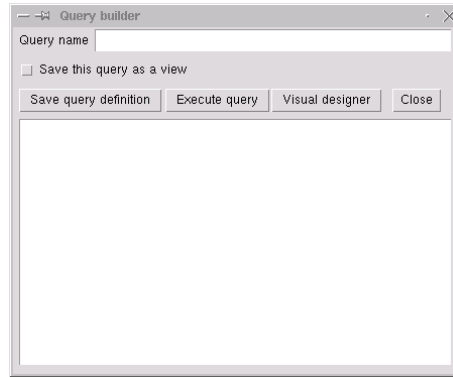 Query builder
Query name
Save this query as a view
Save query definition Execute query Visual designer Close